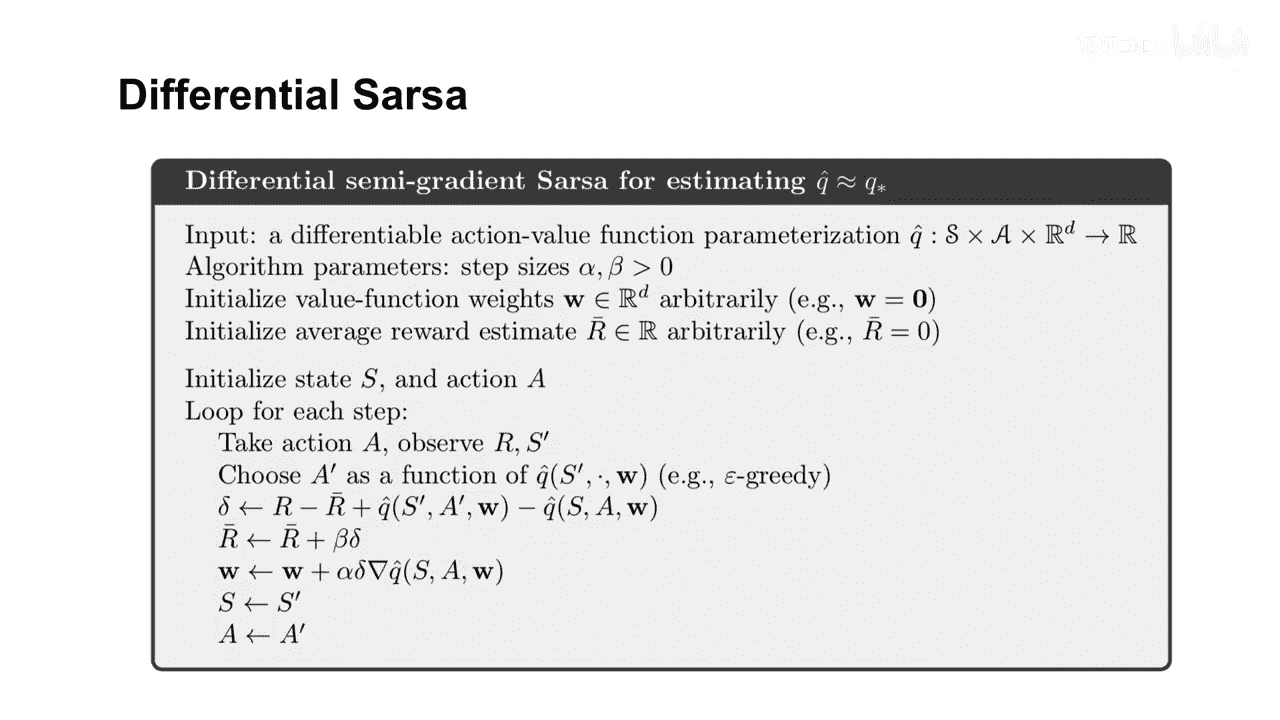 Differential Sarsa
Differential semi-gradient Sarsa for estimating q̂ ≈ q∗
Input: a differentiable action-value function parameterization q̂ : 𝒮 × 𝒜 × ℝᵈ → ℝ
Algorithm parameters: step sizes α, β > 0
Initialize value-function weights w ∈ ℝᵈ arbitrarily (e.g., w = 0)
Initialize average reward estimate R̄ ∈ ℝ arbitrarily (e.g., R̄ = 0)
Initialize state S, and action A
Loop for each step:
Take action A, observe R, S′
Choose A′ as a function of q̂(S′, ·, w) (e.g., ε-greedy)
δ ← R − R̄ + q̂(S′, A′, w) − q̂(S, A, w)
R̄ ← R̄ + βδ
w ← w + αδ∇q̂(S, A, w)
S ← S′
A ← A′